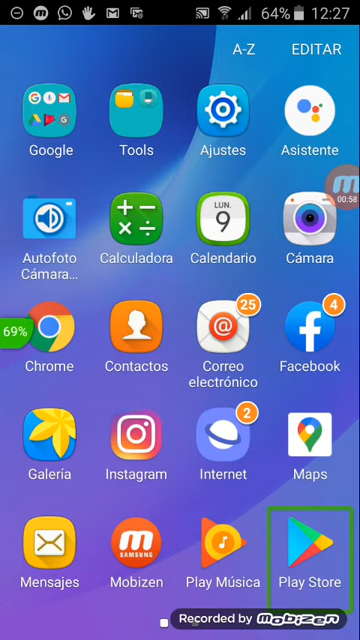 64% 12:27
A-Z EDITAR
Google Tools Ajustes Asistente
00:58
LUN.
9
Autofoto Cámara... Calculadora Calendario Cámara
69%
25 4
Chrome Contactos Correo electrónico Facebook
2
Galería Instagram Internet Maps
SAMSUNG
Mensajes Mobizen Play Música Play Store
Recorded by mobizen